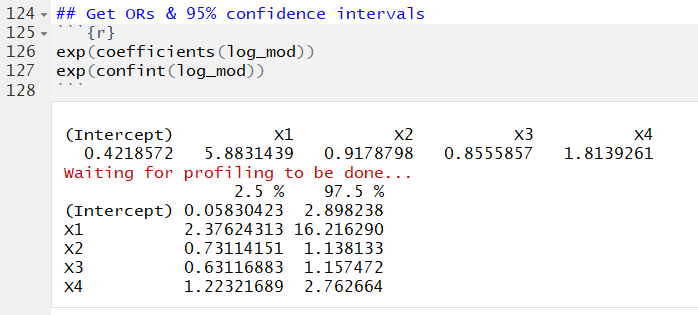 124 ## Get ORs & 95% confidence intervals
125 ```{r}
126 exp(coefficients(log_mod))
127 exp(confint(log_mod))
128 ```
(Intercept) x1 x2 x3 x4
0.4218572 5.8831439 0.9178798 0.8555857 1.8139261
Waiting for profiling to be done...
2.5 % 97.5 %
(Intercept) 0.05830423 2.898238
x1 2.37624313 16.216290
x2 0.73114151 1.138133
x3 0.63116883 1.157472
x4 1.22321689 2.762664